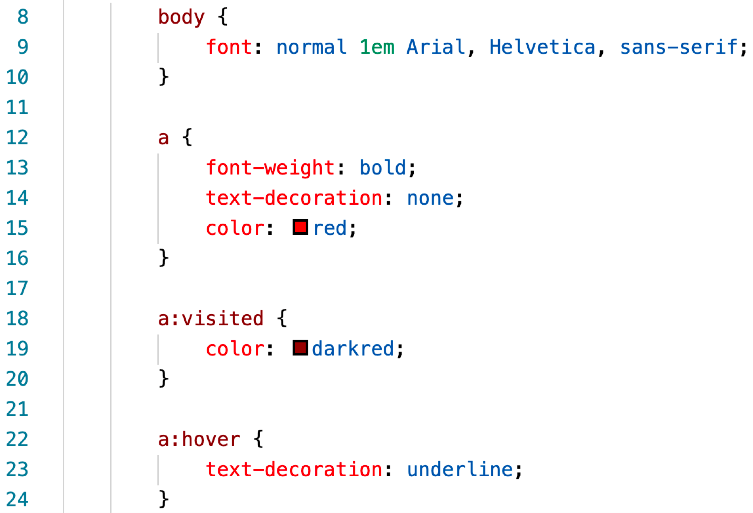 8 body {
9 font: normal 1em Arial, Helvetica, sans-serif;
10 }
11
12 a {
13 font-weight: bold;
14 text-decoration: none;
15 color: red;
16 }
17
18 a:visited {
19 color: darkred;
20 }
21
22 a:hover {
23 text-decoration: underline;
24 }